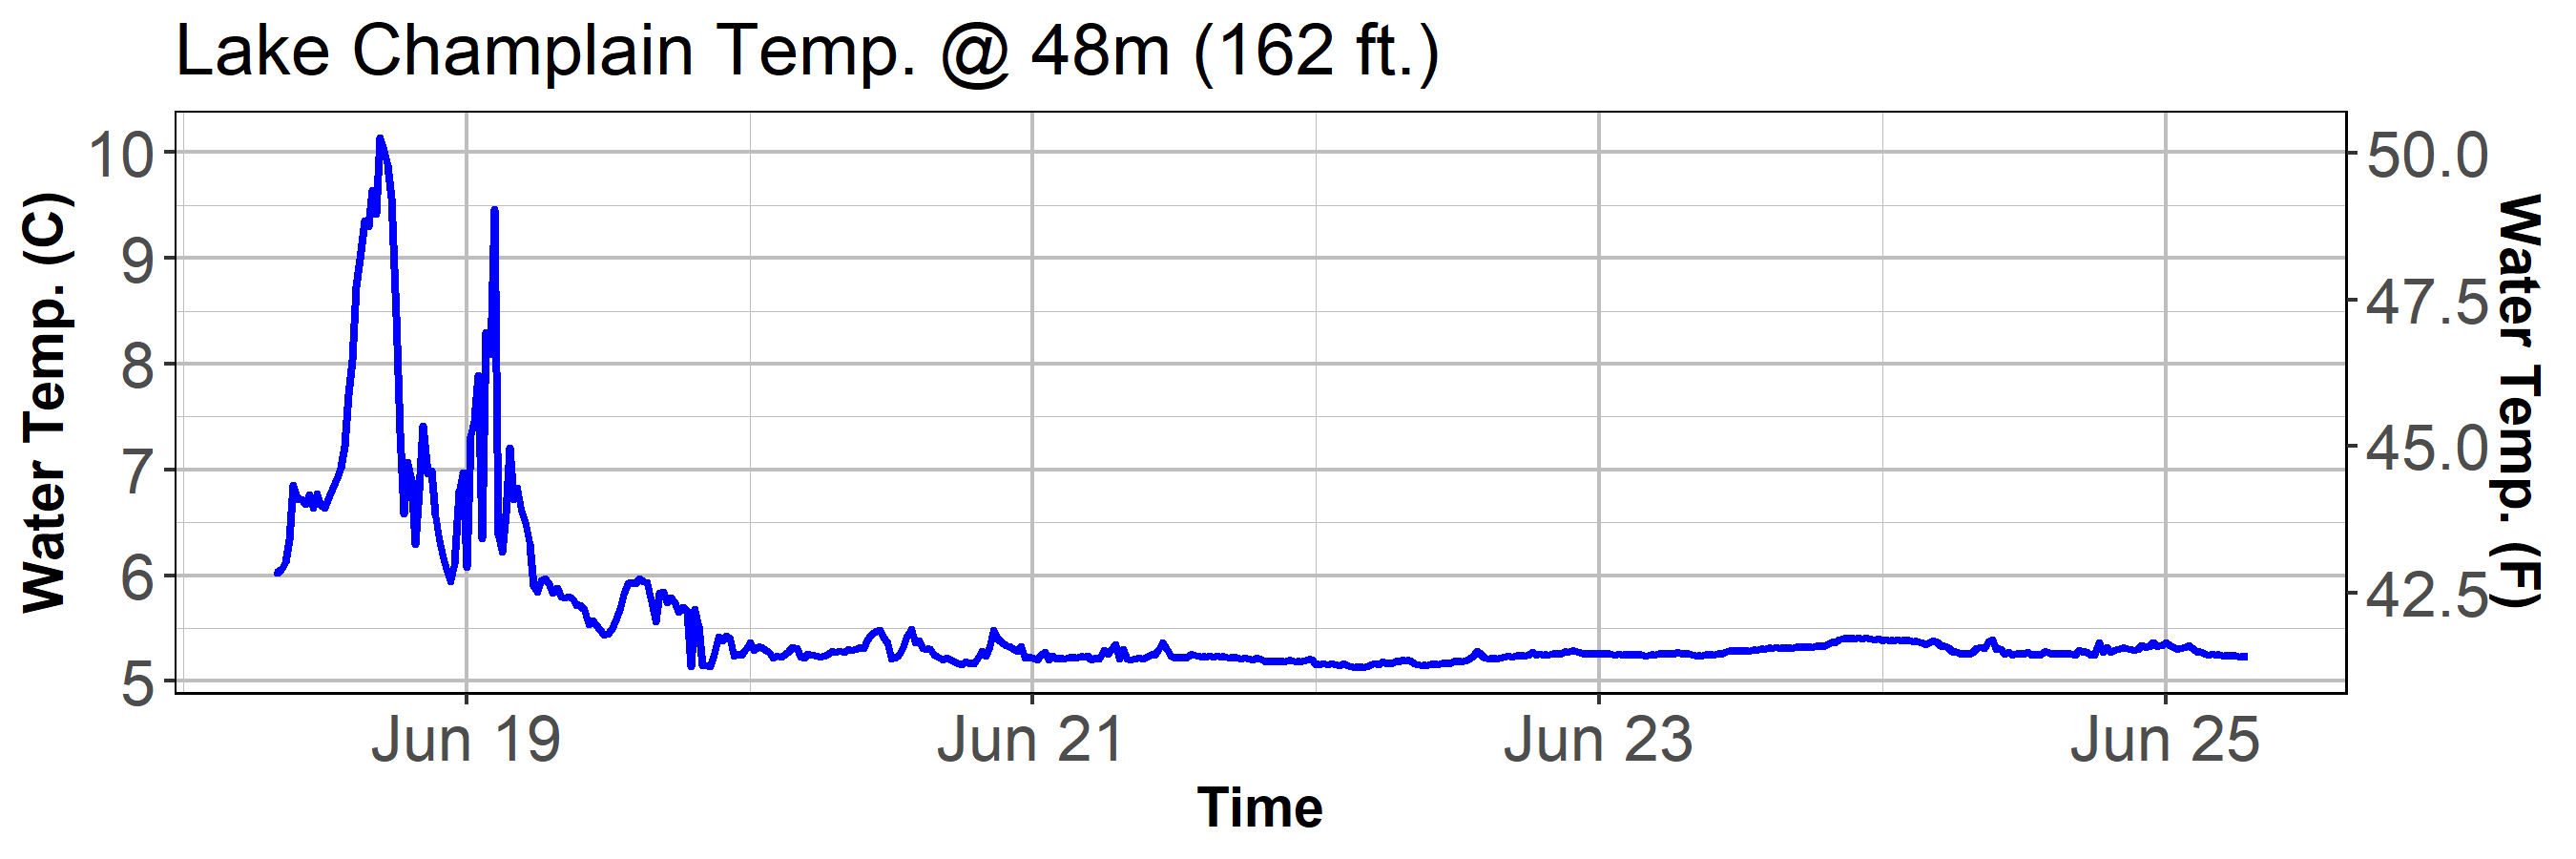 Lake Champlain Temp. @ 48m (162 ft.)
Water Temp. (C)
10
9
8
7
6
5
50.0
47.5
45.0
42.5
Water Temp. (F)
Jun 19 Jun 21 Jun 23 Jun 25
Time